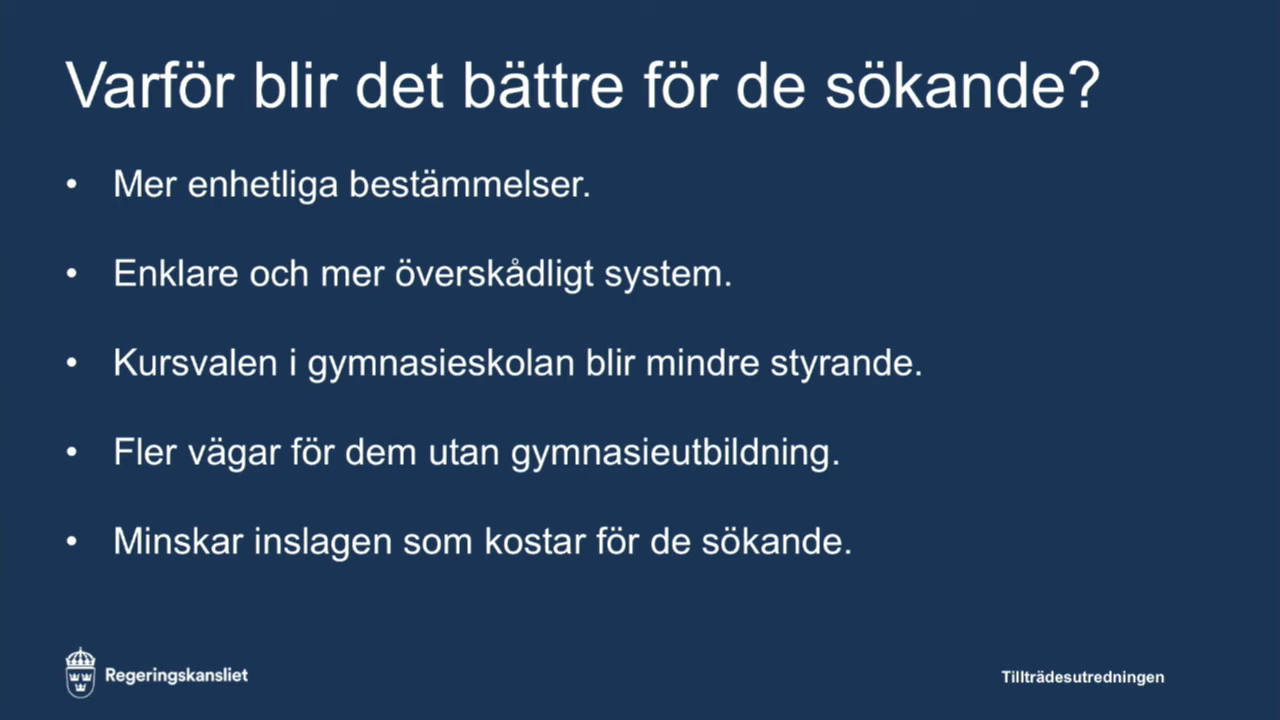 Varför blir det bättre för de sökande?
• Mer enhetliga bestämmelser.
• Enklare och mer överskådligt system.
• Kursvalen i gymnasieskolan blir mindre styrande.
• Fler vägar för dem utan gymnasieutbildning.
• Minskar inslagen som kostar för de sökande.
Regeringskansliet
Tillträdesutredningen